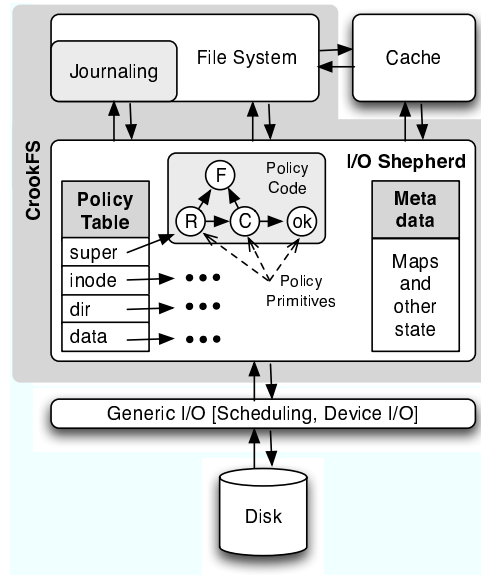 File System
Journaling
Cache
CrookFS
I/O Shepherd
Policy
Code
F
R
C
ok
Policy
Table
super
inode
dir
data
Policy
Primitives
Meta
data
Maps
and
other
state
Generic I/O [Scheduling, Device I/O]
Disk